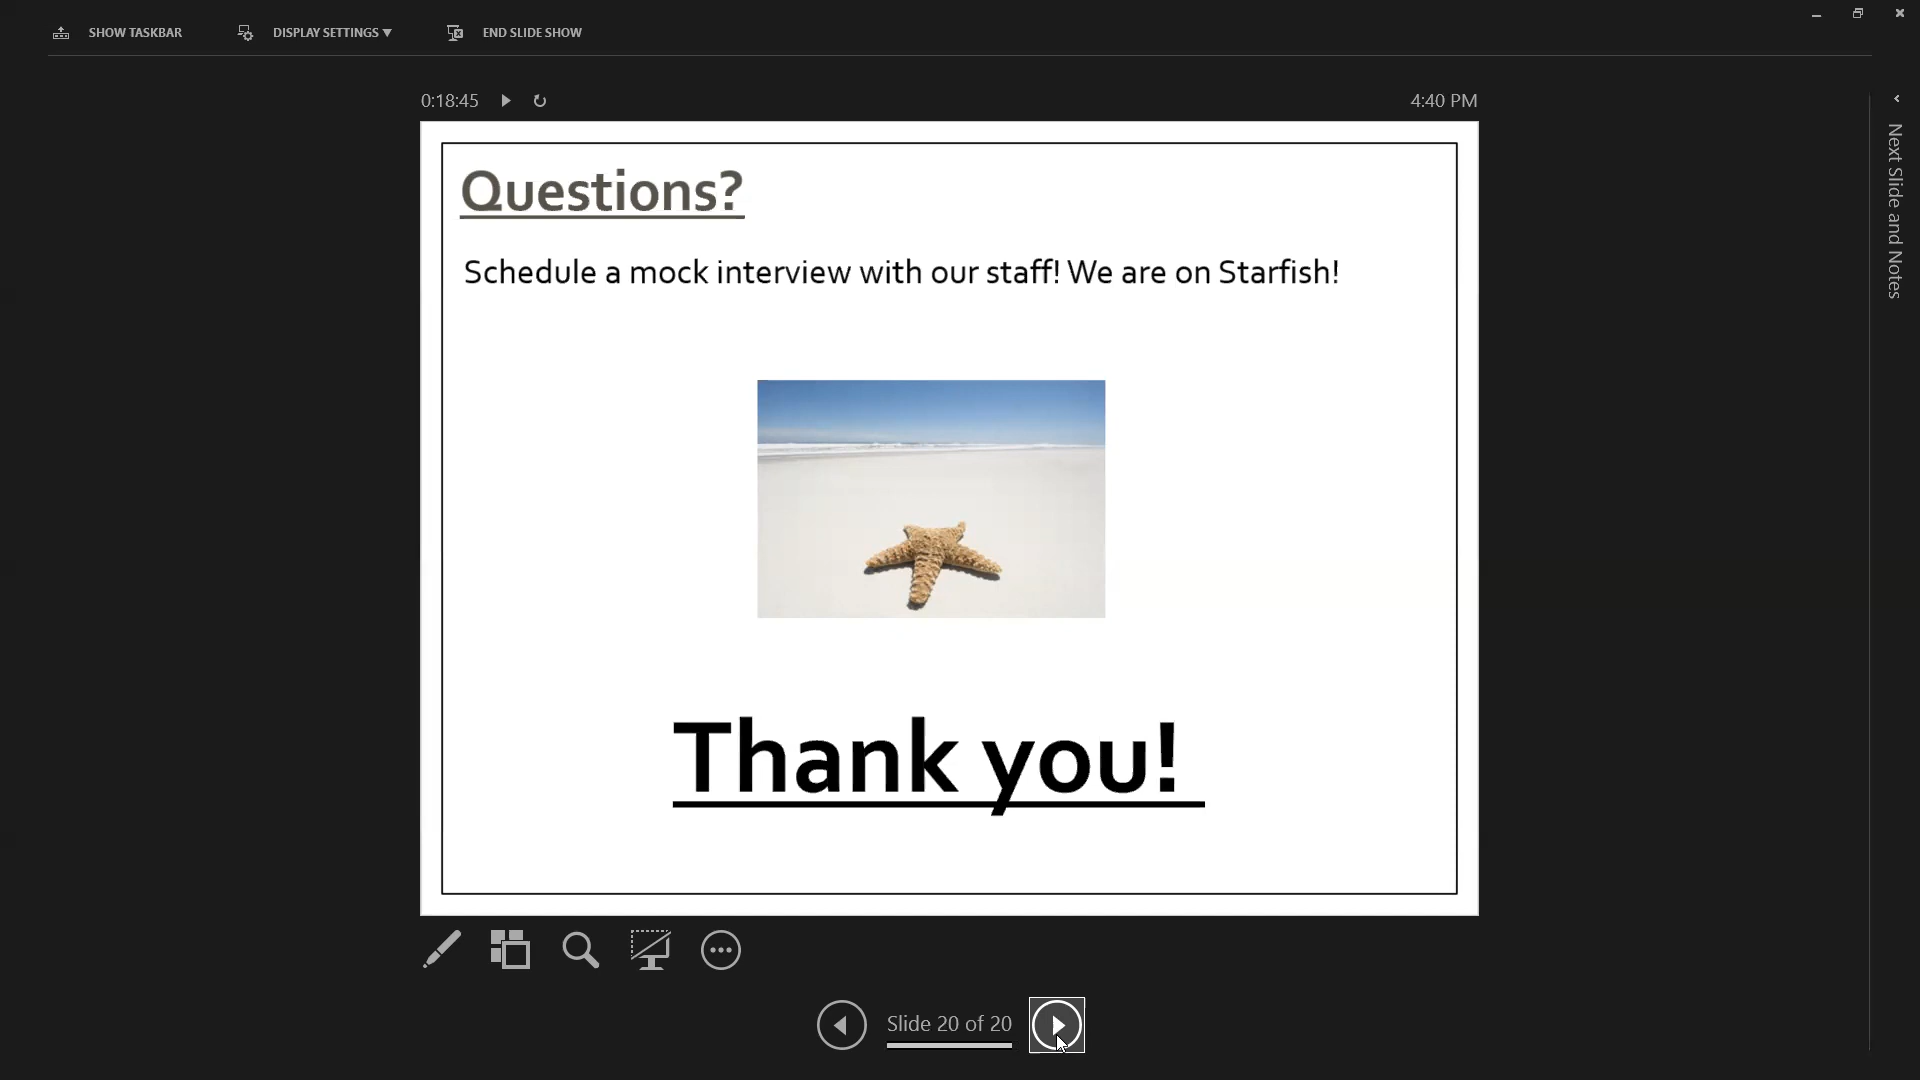 SHOW TASKBAR
DISPLAY SETTINGS ▼
END SLIDE SHOW
0:18:45
4:40 PM
Next Slide and Notes
Questions?
Schedule a mock interview with our staff! We are on Starfish!
Thank you!
Slide 20 of 20